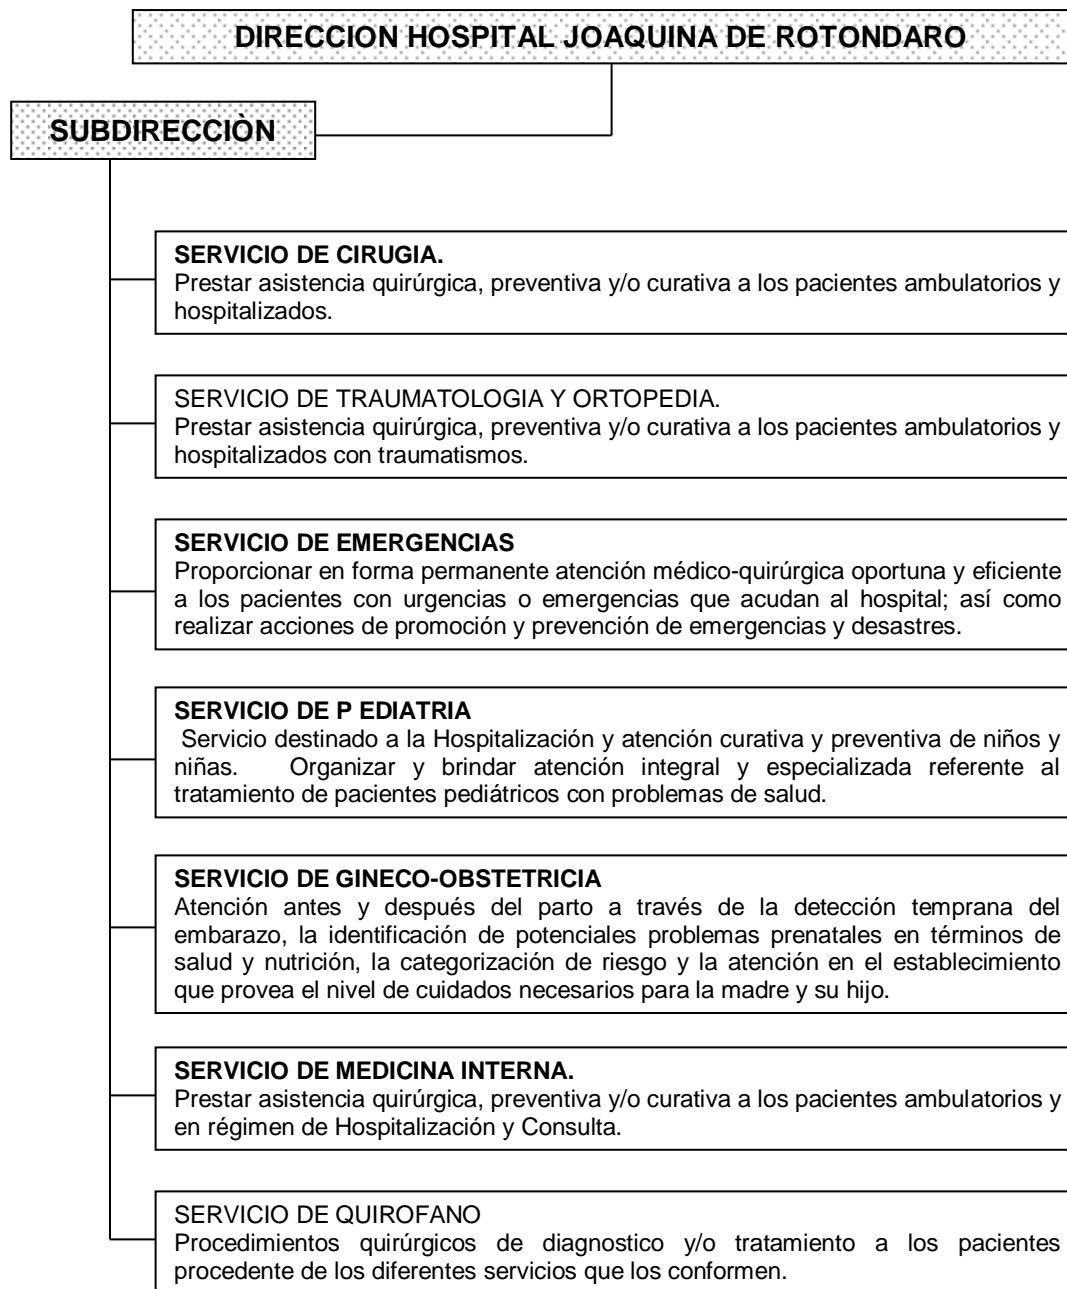 DIRECCION HOSPITAL JOAQUINA DE ROTONDARO
SUBDIRECCIÒN
SERVICIO DE CIRUGIA.
Prestar asistencia quirúrgica, preventiva y/o curativa a los pacientes ambulatorios y
hospitalizados.
SERVICIO DE TRAUMATOLOGIA Y ORTOPEDIA.
Prestar asistencia quirúrgica, preventiva y/o curativa a los pacientes ambulatorios y
hospitalizados con traumatismos.
SERVICIO DE EMERGENCIAS
Proporcionar en forma permanente atención médico-quirúrgica oportuna y eficiente
a los pacientes con urgencias o emergencias que acudan al hospital; así como
realizar acciones de promoción y prevención de emergencias y desastres.
SERVICIO DE P EDIATRIA
Servicio destinado a la Hospitalización y atención curativa y preventiva de niños y
niñas. Organizar y brindar atención integral y especializada referente al
tratamiento de pacientes pediátricos con problemas de salud.
SERVICIO DE GINECO-OBSTETRICIA
Atención antes y después del parto a través de la detección temprana del
embarazo, la identificación de potenciales problemas prenatales en términos de
salud y nutrición, la categorización de riesgo y la atención en el establecimiento
que provea el nivel de cuidados necesarios para la madre y su hijo.
SERVICIO DE MEDICINA INTERNA.
Prestar asistencia quirúrgica, preventiva y/o curativa a los pacientes ambulatorios y
en régimen de Hospitalización y Consulta.
SERVICIO DE QUIROFANO
Procedimientos quirúrgicos de diagnostico y/o tratamiento a los pacientes
procedente de los diferentes servicios que los conformen.